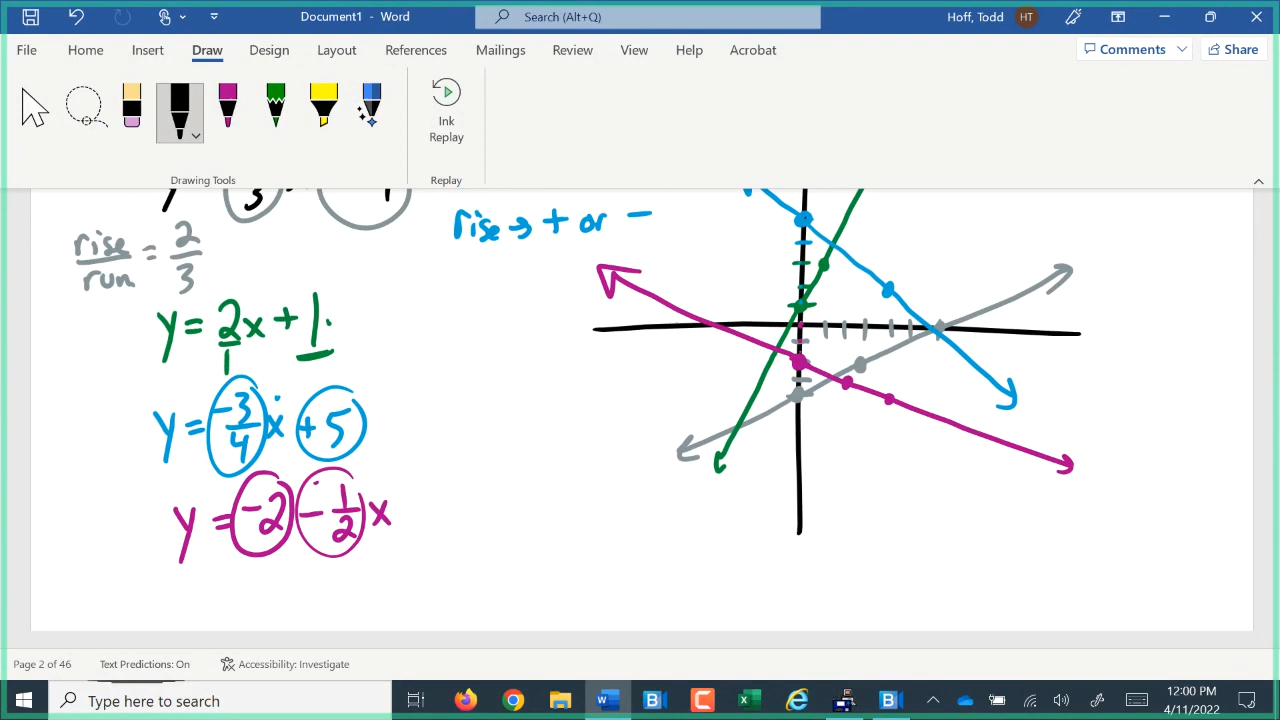 Document1 - Word
Search (Alt+Q)
Hoff, Todd HT
File Home Insert Draw Design Layout References Mailings Review View Help Acrobat Comments Share
Ink Replay
Drawing Tools
Replay
rise → + or −
rise/run = 2/3
y = 2/1x + 1
y = -3/4x + 5
y = -2 - 1/2x
Page 2 of 46 Text Predictions: On Accessibility: Investigate
Type here to search
12:00 PM
4/11/2022